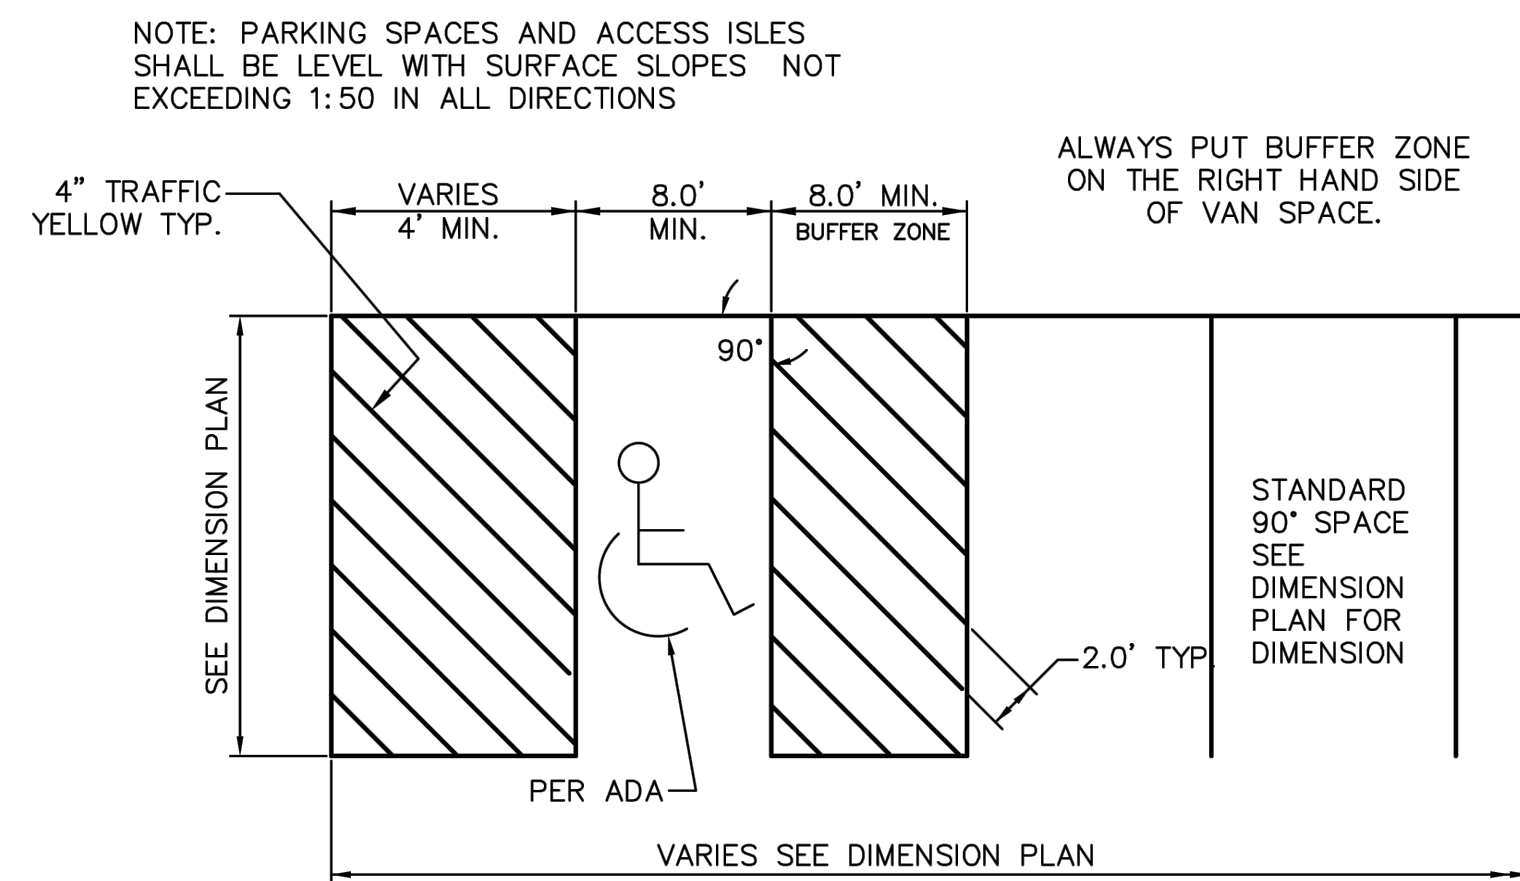 NOTE: PARKING SPACES AND ACCESS ISLES
SHALL BE LEVEL WITH SURFACE SLOPES NOT
EXCEEDING 1:50 IN ALL DIRECTIONS
ALWAYS PUT BUFFER ZONE
ON THE RIGHT HAND SIDE
OF VAN SPACE.
4" TRAFFIC
YELLOW TYP.
VARIES
4' MIN.
8.0'
MIN.
8.0' MIN.
BUFFER ZONE
90°
SEE DIMENSION PLAN
STANDARD
90° SPACE
SEE
DIMENSION
PLAN FOR
DIMENSION
2.0' TYP
PER ADA
VARIES SEE DIMENSION PLAN